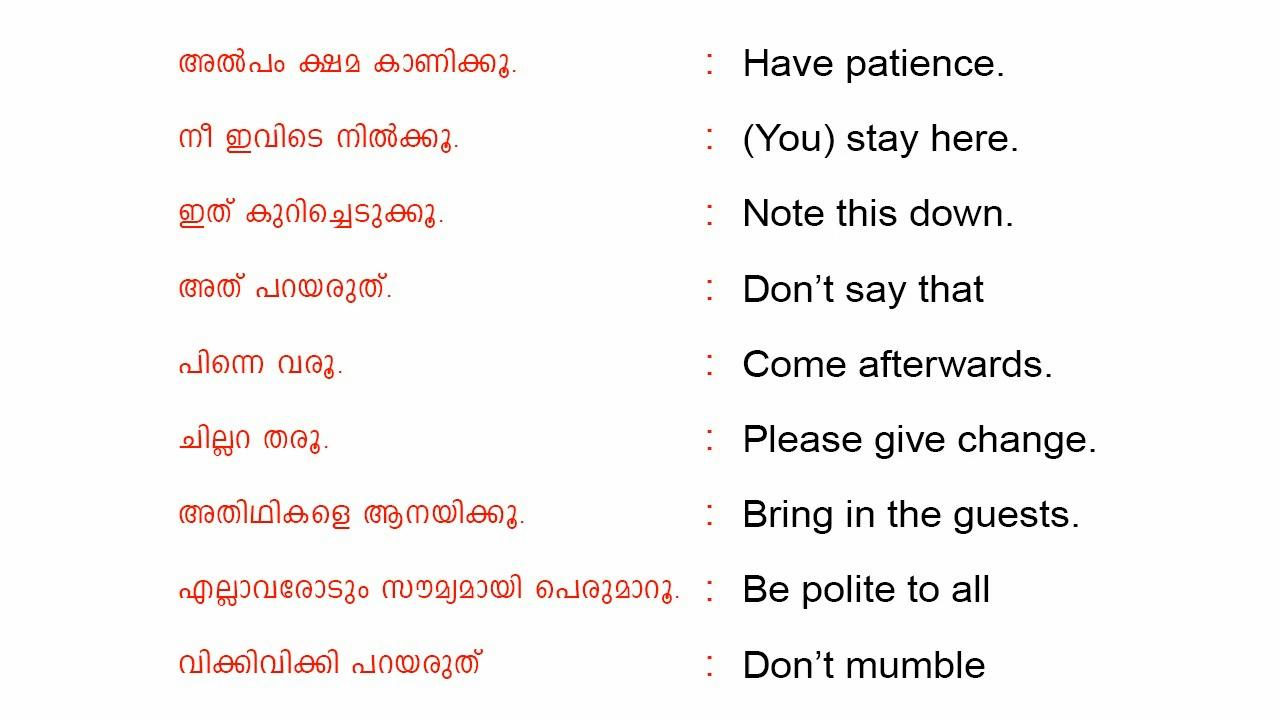 അൽപം ക്ഷമ കാണിക്കൂ. : Have patience.
നീ ഇവിടെ നിൽക്കൂ. : (You) stay here.
ഇത് കുറിച്ചെടുക്കൂ. : Note this down.
അത് പറയരുത്. : Don’t say that
പിന്നെ വരൂ. : Come afterwards.
ചില്ലറ തരൂ. : Please give change.
അതിഥികളെ ആനയിക്കൂ. : Bring in the guests.
എല്ലാവരോടും സൗമ്യമായി പെരുമാറൂ. : Be polite to all
വിക്കിവിക്കി പറയരുത് : Don’t mumble